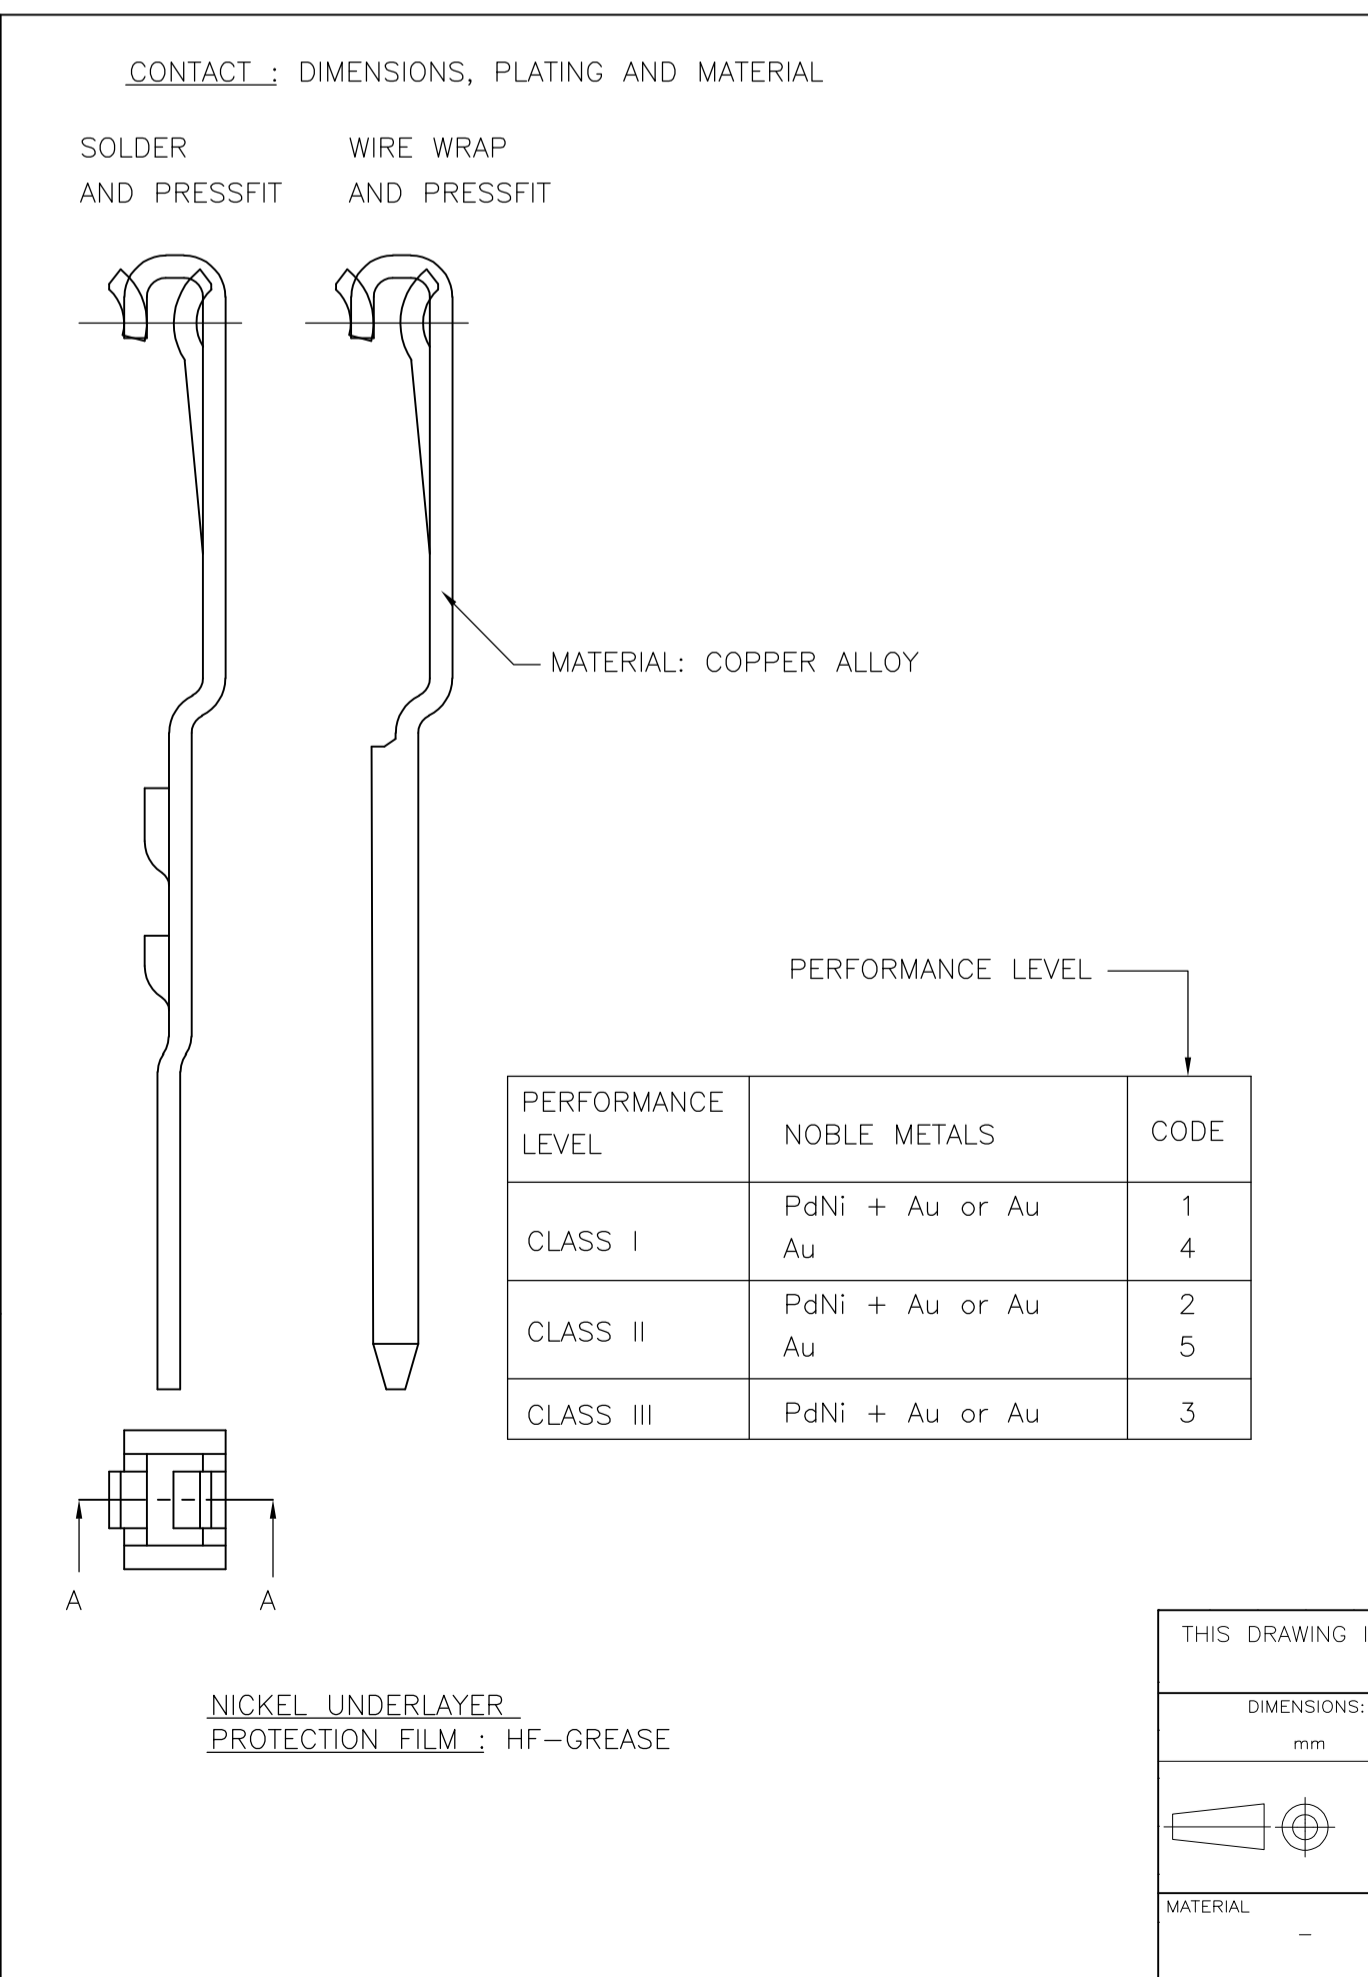 CONTACT : DIMENSIONS, PLATING AND MATERIAL
SOLDER
AND PRESSFIT
WIRE WRAP
AND PRESSFIT
MATERIAL: COPPER ALLOY
PERFORMANCE LEVEL
PERFORMANCE
LEVEL
NOBLE METALS
CODE
CLASS I
PdNi + Au or Au
1
Au
4
CLASS II
PdNi + Au or Au
2
Au
5
CLASS III
PdNi + Au or Au
3
A
A
NICKEL UNDERLAYER
PROTECTION FILM : HF-GREASE
THIS DRAWING
DIMENSIONS:
mm
MATERIAL
–